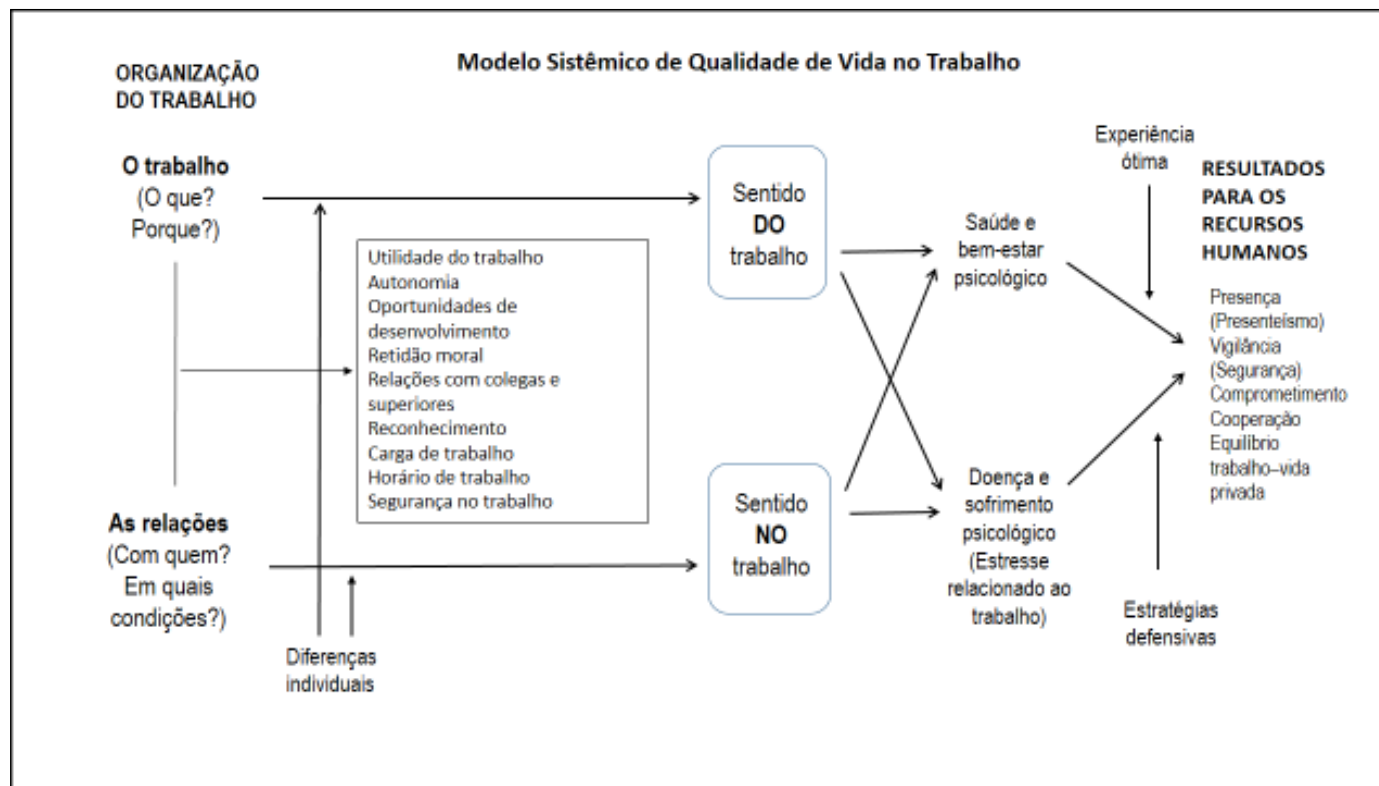 Modelo Sistêmico de Qualidade de Vida no Trabalho
ORGANIZAÇÃO
DO TRABALHO
O trabalho
(O que?
Porque?)
As relações
(Com quem?
Em quais
condições?)
Diferenças
individuais
Utilidade do trabalho
Autonomia
Oportunidades de
desenvolvimento
Retidão moral
Relações com colegas e
superiores
Reconhecimento
Carga de trabalho
Horário de trabalho
Segurança no trabalho
Sentido
DO
trabalho
Sentido
NO
trabalho
Saúde e
bem-estar
psicológico
Doença e
sofrimento
psicológico
(Estresse
relacionado ao
trabalho)
Experiência
ótima
Estratégias
defensivas
RESULTADOS
PARA OS
RECURSOS
HUMANOS
Presença
(Presenteísmo)
Vigilância
(Segurança)
Comprometimento
Cooperação
Equilíbrio
trabalho–vida
privada